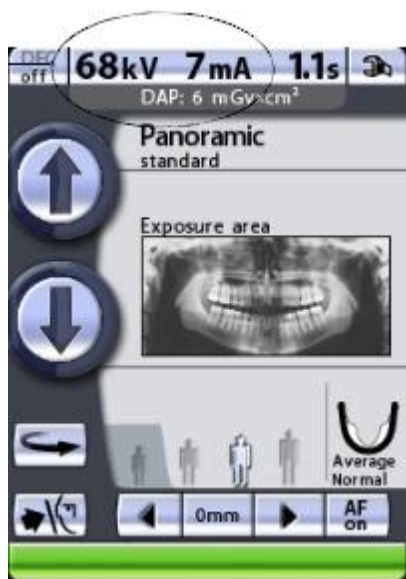 DEC
off
68kV 7mA 1.1s
DAP: 6 mGy×cm²
Panoramic
standard
Exposure area
Average
Normal
0mm
AF
on